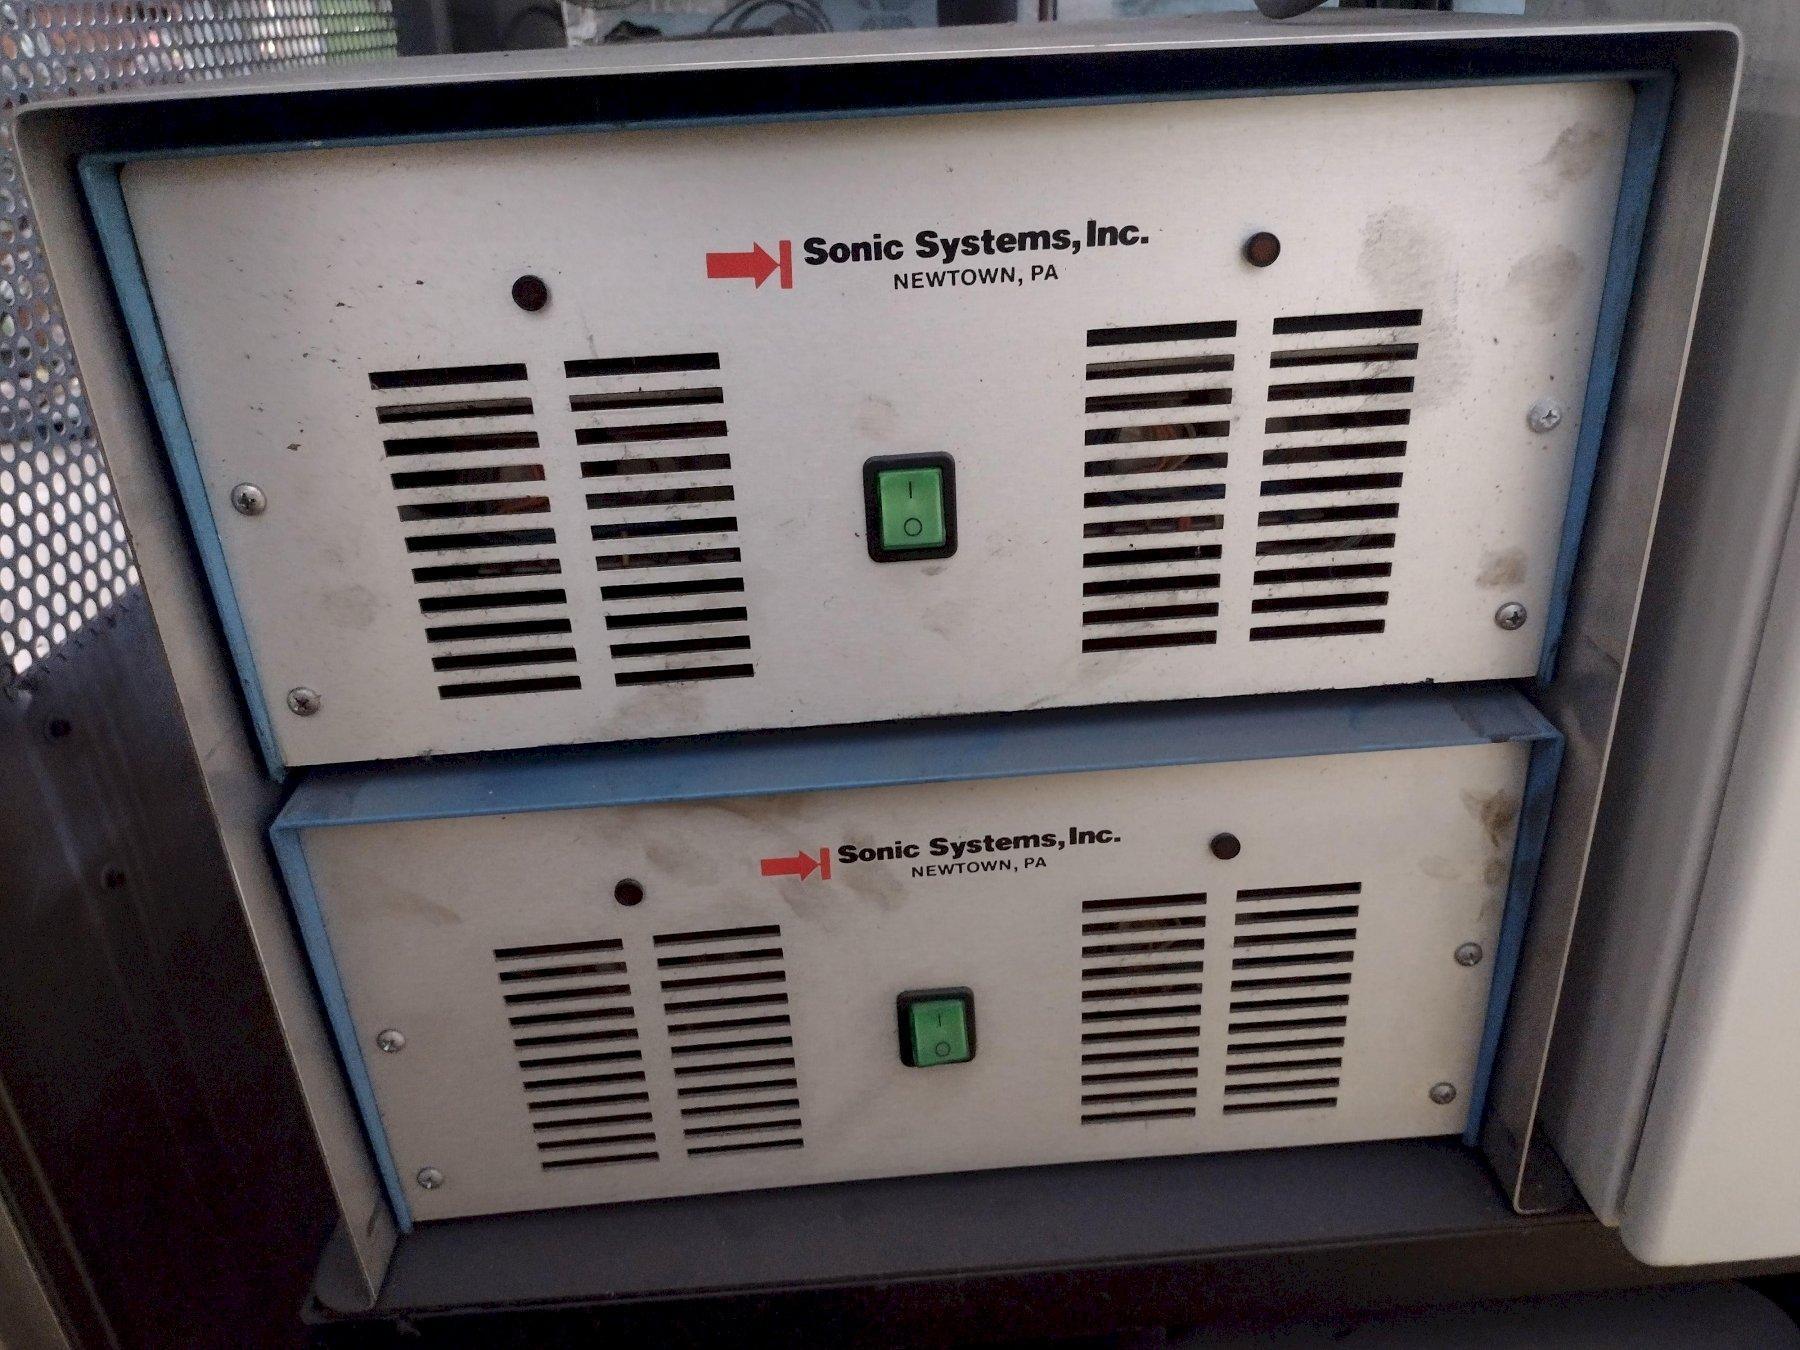 Sonic Systems, Inc.
NEWTOWN, PA
I
O
Sonic Systems, Inc.
NEWTOWN, PA
I
O